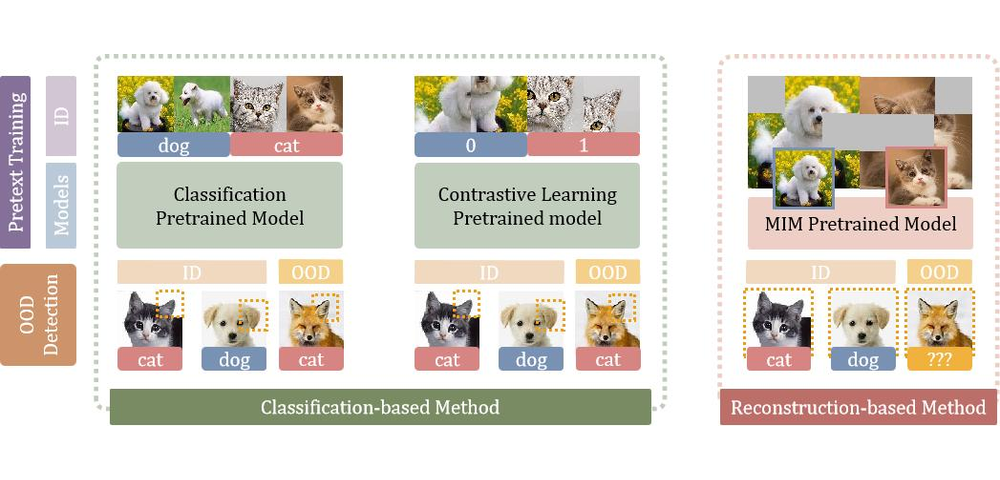 Pretext Training
ID
Models
dog
cat
0
1
Classification
Pretrained Model
Contrastive Learning
Pretrained model
MIM Pretrained Model
OOD
Detection
ID
OOD
ID
OOD
ID
OOD
cat
dog
cat
cat
dog
cat
cat
dog
???
Classification-based Method
Reconstruction-based Method